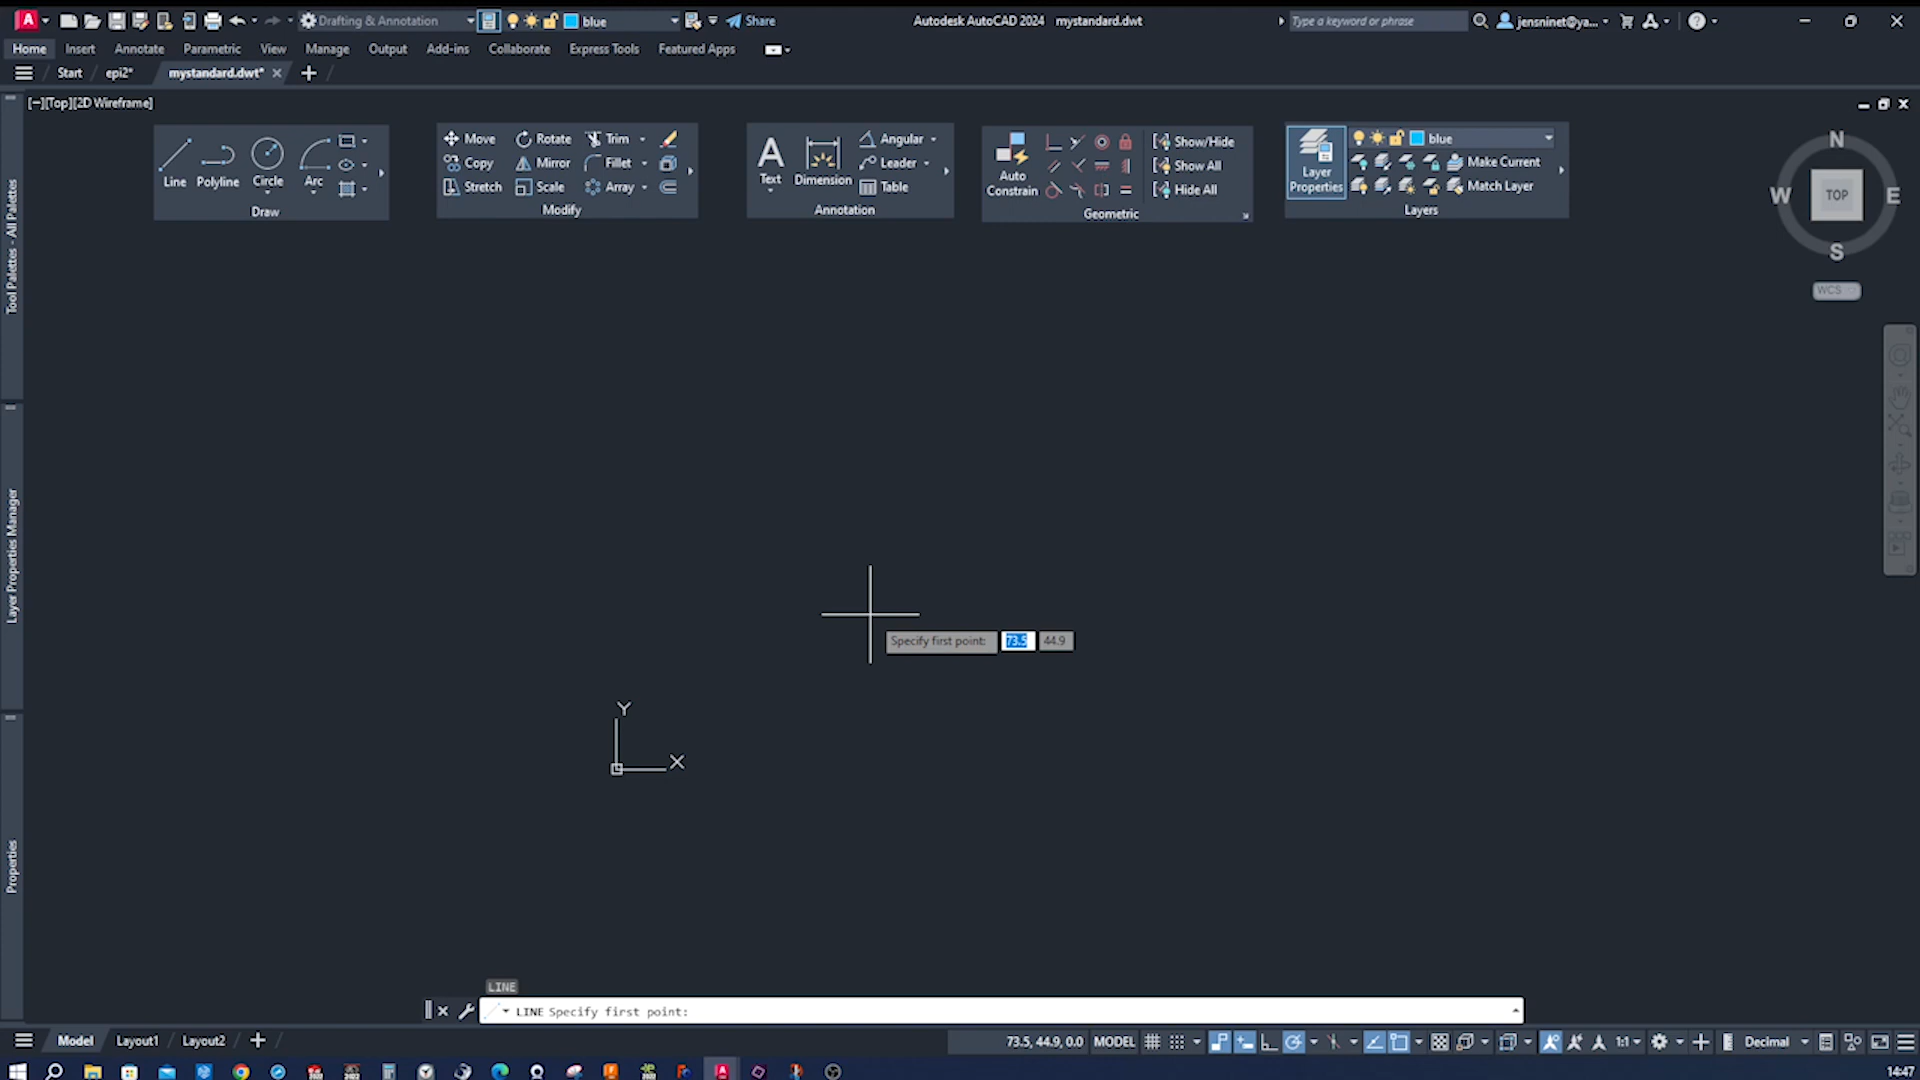 Drafting & Annotation
blue
Share
Autodesk AutoCAD 2024 mystandard.dwt
Type a keyword or phrase
jensninet@ya...
Home Insert Annotate Parametric View Manage Output Add-ins Collaborate Express Tools Featured Apps
Start epi2* mystandard.dwt*
[−][Top][2D Wireframe]
Line Polyline Circle Arc
Draw
Move Rotate Trim
Copy Mirror Fillet
Stretch Scale Array
Modify
Text Dimension
Angular
Leader
Table
Annotation
Auto
Constrain
Show/Hide
Show All
Hide All
Geometric
Layer
Properties
blue
Make Current
Match Layer
Layers
N
W TOP E
S
WCS
Tool Palettes - All Palettes
Layer Properties Manager
Properties
Specify first point: 73.5 44.9
Y
X
LINE
LINE Specify first point:
Model Layout1 Layout2
73.5, 44.9, 0.0 MODEL 1:1 Decimal
14:47